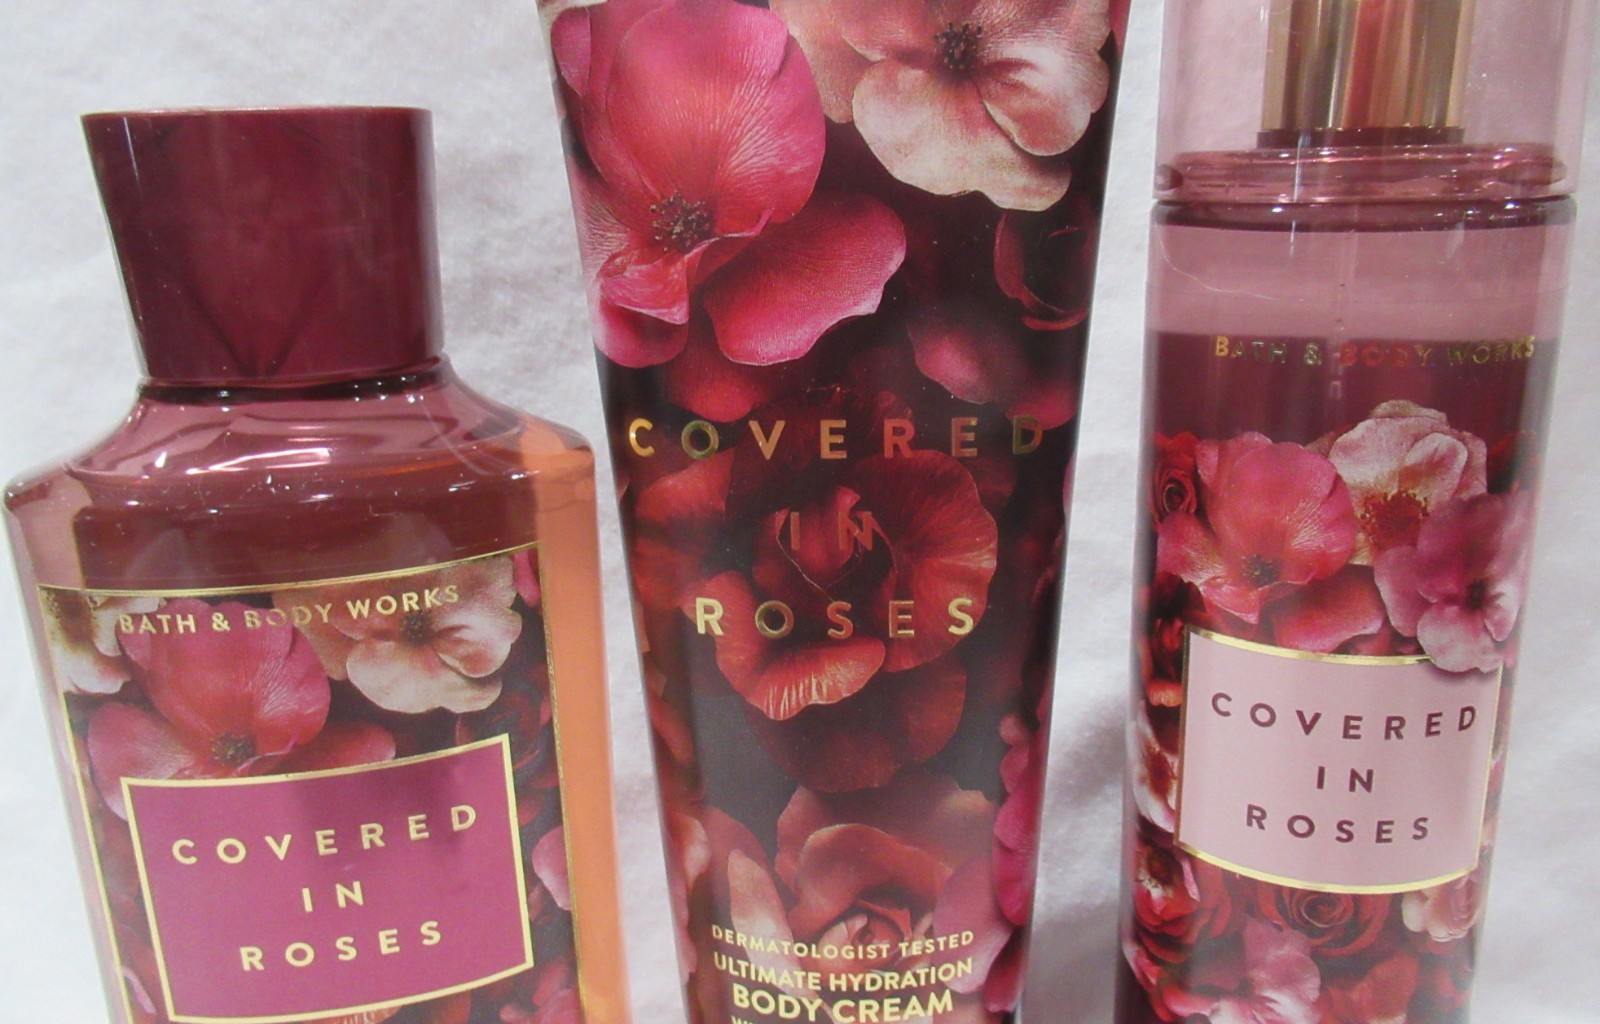 BATH & BODY WORKS
COVERED
IN
ROSES
COVERED
IN
ROSES
DERMATOLOGIST TESTED
ULTIMATE HYDRATION
BODY CREAM
BATH & BODY WORKS
COVERED
IN
ROSES